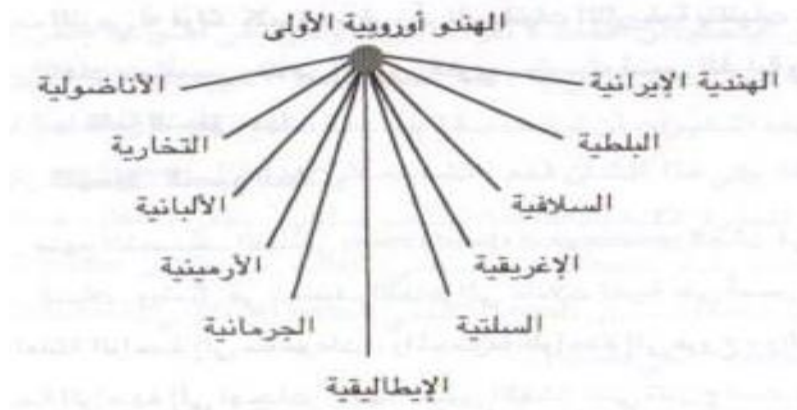 الهندو أوروبية الأولى
الهندية الإيرانية
الأناضولية
البلطية
التخارية
السلافية
الألبانية
الإغريقية
الأرمينية
السلتية
الجرمانية
الإيطاليقية